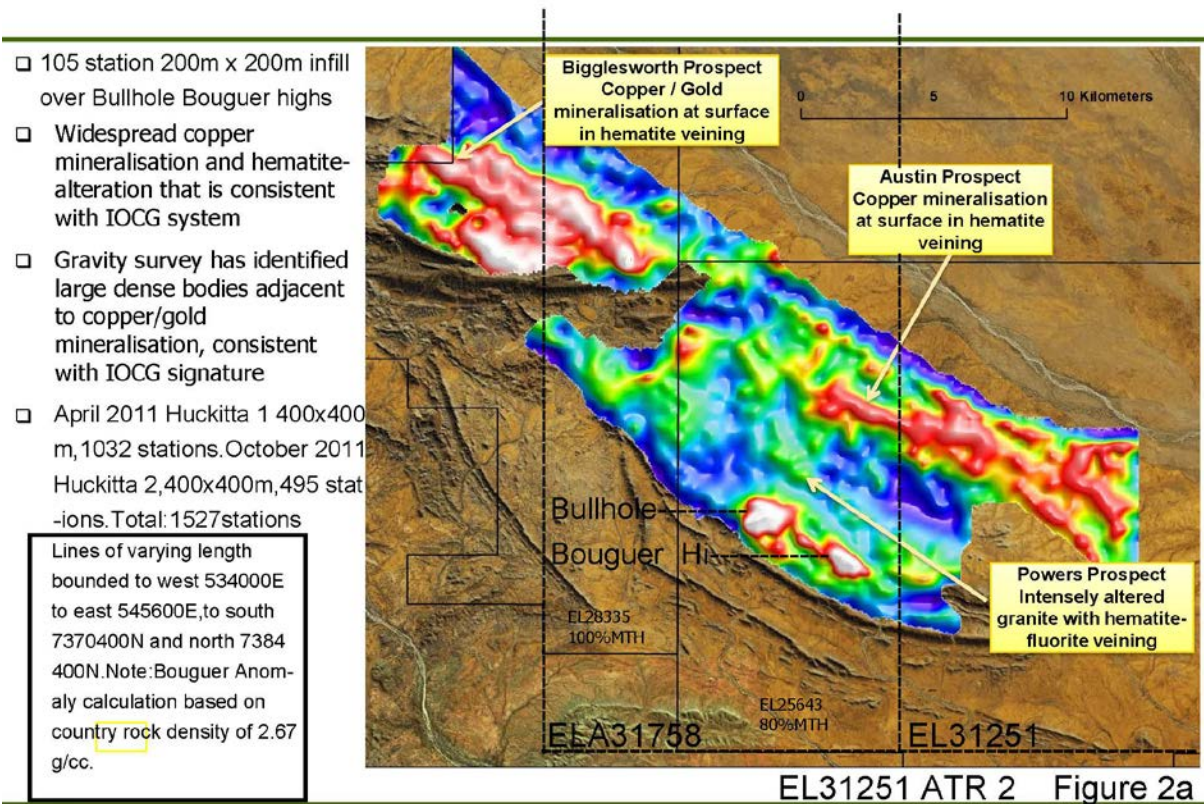 ❑ 105 station 200m x 200m infill
over Bullhole Bouguer highs
❑ Widespread copper
mineralisation and hematite-
alteration that is consistent
with IOCG system
❑ Gravity survey has identified
large dense bodies adjacent
to copper/gold
mineralisation, consistent
with IOCG signature
❑ April 2011 Huckitta 1 400x400
m,1032 stations.October 2011
Huckitta 2,400x400m,495 stat
-ions.Total:1527stations
Lines of varying length
bounded to west 534000E
to east 545600E,to south
7370400N and north 7384
400N.Note:Bouguer Anom-
aly calculation based on
country rock density of 2.67
g/cc.
Bigglesworth Prospect
Copper / Gold
mineralisation at surface
in hematite veining
0 5 10 Kilometers
Austin Prospect
Copper mineralisation
at surface in hematite
veining
Bullhole
Bouguer Hi
Powers Prospect
Intensely altered
granite with hematite-
fluorite veining
EL28335
100%MTH
EL25643
80%MTH
ELA31758
EL31251
EL31251 ATR 2 Figure 2a